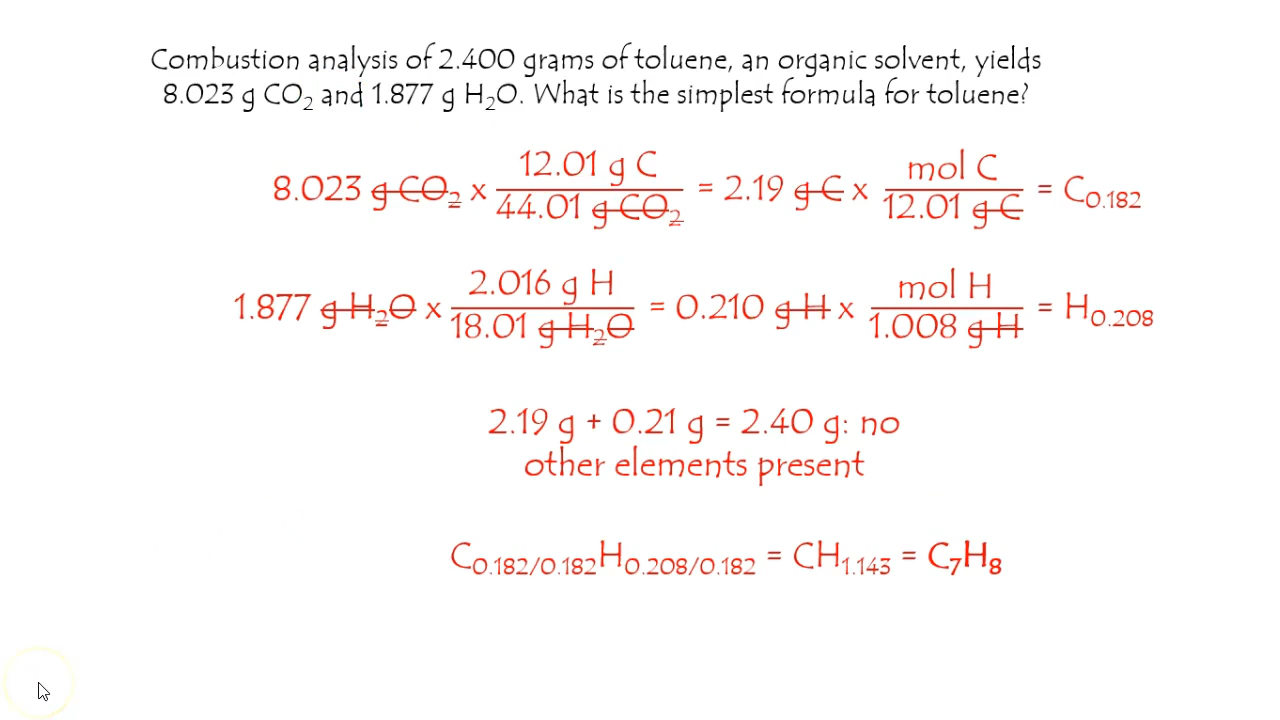 Combustion analysis of 2.400 grams of toluene, an organic solvent, yields
8.023 g CO₂ and 1.877 g H₂O. What is the simplest formula for toluene?
8.023 g CO₂ x 12.01 g C / 44.01 g CO₂ = 2.19 g C x mol C / 12.01 g C = C₀.₁₈₂
1.877 g H₂O x 2.016 g H / 18.01 g H₂O = 0.210 g H x mol H / 1.008 g H = H₀.₂₀₈
2.19 g + 0.21 g = 2.40 g: no
other elements present
C₀.₁₈₂/₀.₁₈₂H₀.₂₀₈/₀.₁₈₂ = CH₁.₁₄₃ = C₇H₈